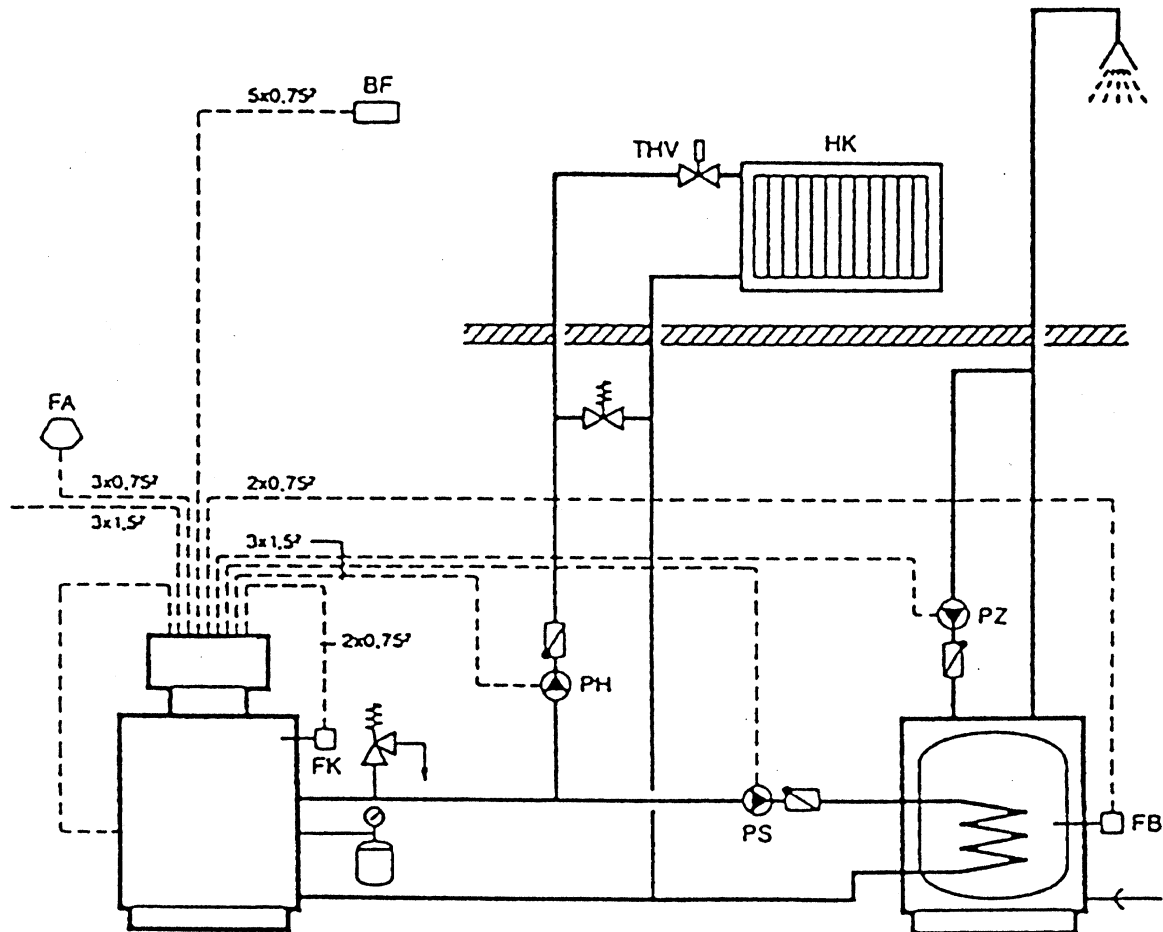 BF
5x0,75²
THV
HK
FA
3x0,75²
2x0,75²
3x1,5²
3x1,5²
PZ
2x0,75²
PH
FK
PS
FB